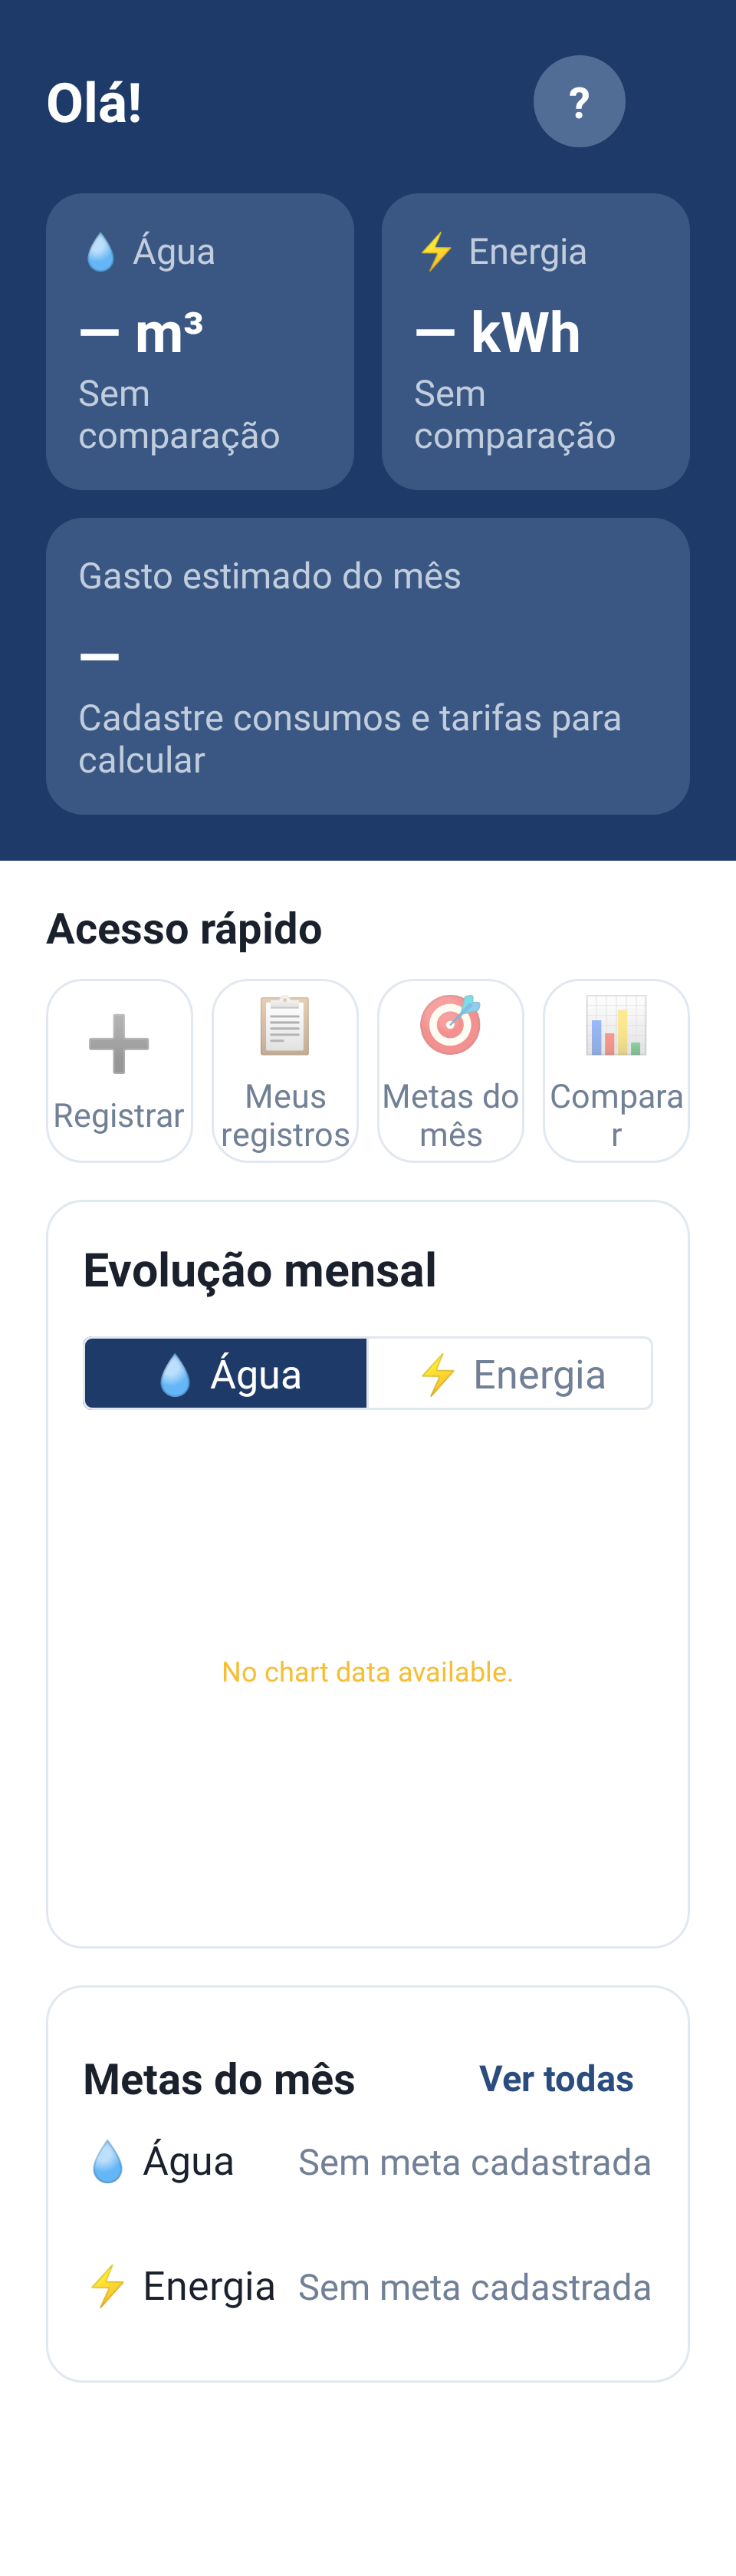 Olá!
?
💧 Água
— m³
Sem
comparação
⚡ Energia
— kWh
Sem
comparação
Gasto estimado do mês
—
Cadastre consumos e tarifas para
calcular
Acesso rápido
Registrar
Meus
registros
Metas do
mês
Compara
r
Evolução mensal
💧 Água
⚡ Energia
No chart data available.
Metas do mês
Ver todas
💧 Água
Sem meta cadastrada
⚡ Energia
Sem meta cadastrada